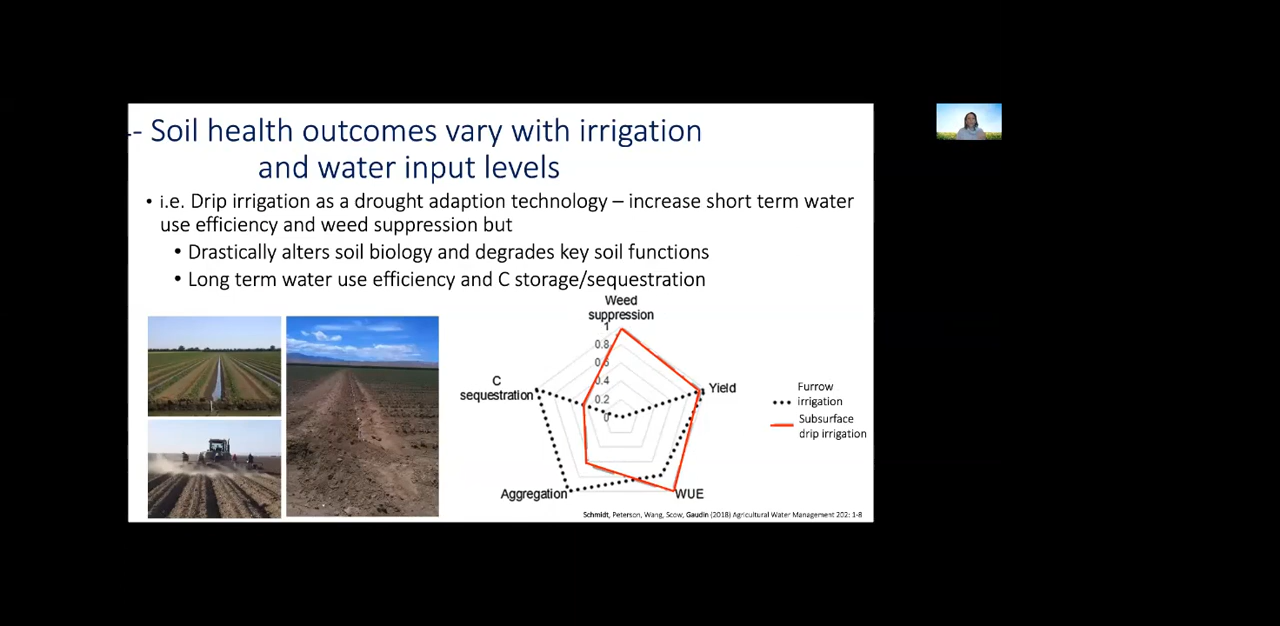 - Soil health outcomes vary with irrigation
and water input levels
• i.e. Drip irrigation as a drought adaption technology – increase short term water
use efficiency and weed suppression but
• Drastically alters soil biology and degrades key soil functions
• Long term water use efficiency and C storage/sequestration
Weed
suppression
1
0.8
0.6
0.4
0.2
0
Yield
WUE
Aggregation
C
sequestration
Furrow
irrigation
Subsurface
drip irrigation
Schmidt, Peterson, Wang, Scow, Gaudin (2018) Agricultural Water Management 202: 1-8